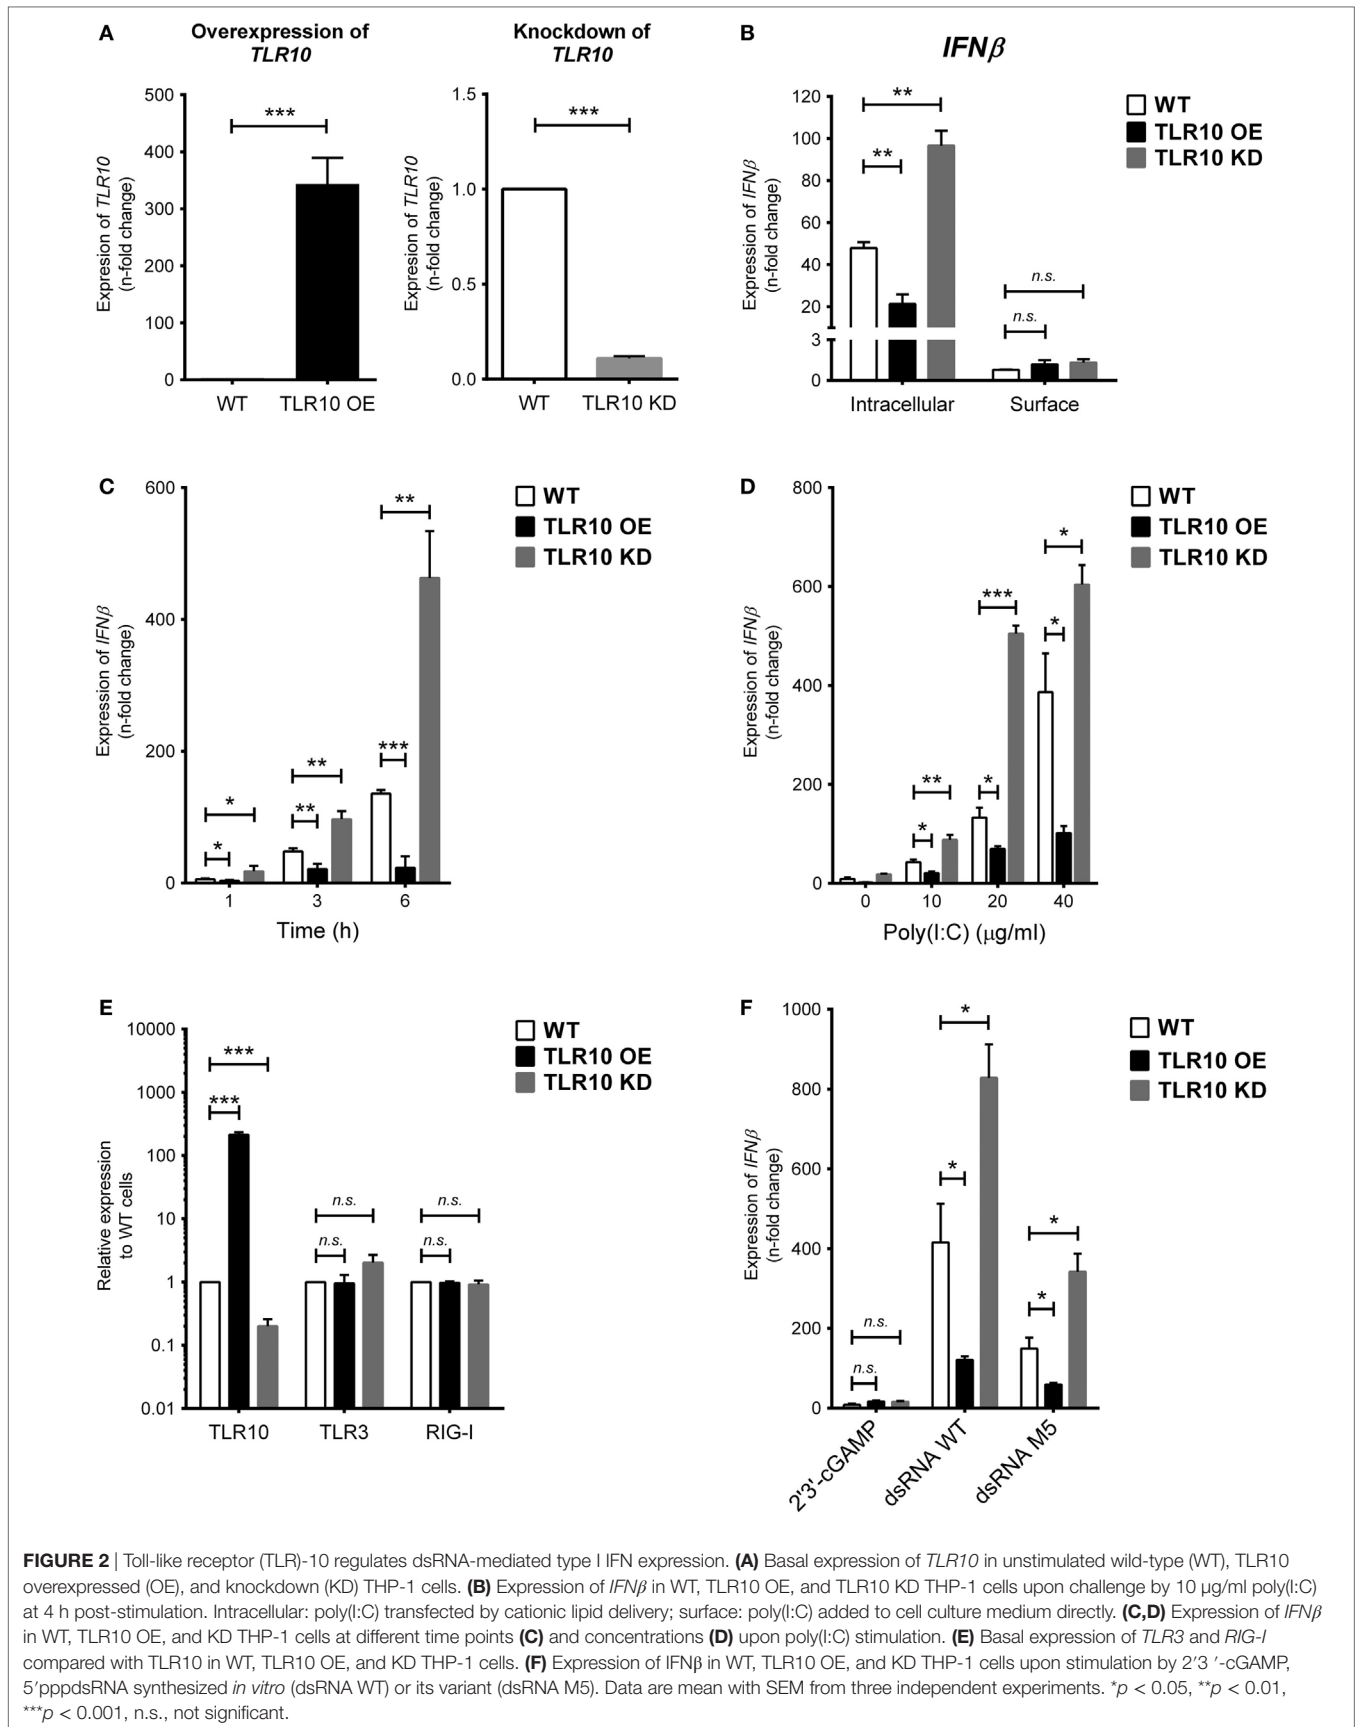 A
Overexpression of
TLR10
Expresion of TLR10
(n-fold change)
500
400
300
200
100
0
***
WT
TLR10 OE
Knockdown of
TLR10
Expresion of TLR10
(n-fold change)
1.5
1.0
0.5
0.0
***
WT
TLR10 KD
B
IFNβ
Expression of IFNβ
(n-fold change)
120
100
80
60
40
20
3
0
**
**
n.s.
n.s.
Intracellular
Surface
WT
TLR10 OE
TLR10 KD
C
Expression of IFNβ
(n-fold change)
600
400
200
0
*
*
**
**
**
***
1
3
6
Time (h)
WT
TLR10 OE
TLR10 KD
D
Expression of IFNβ
(n-fold change)
800
600
400
200
0
**
*
***
*
*
*
0
10
20
40
Poly(I:C) (μg/ml)
WT
TLR10 OE
TLR10 KD
E
Relative expression
to WT cells
10000
1000
100
10
1
0.1
0.01
***
***
n.s.
n.s.
n.s.
n.s.
TLR10
TLR3
RIG-I
WT
TLR10 OE
TLR10 KD
F
Expression of IFNβ
(n-fold change)
1000
800
600
400
200
0
n.s.
n.s.
*
*
*
*
2'3'-cGAMP
dsRNA WT
dsRNA M5
WT
TLR10 OE
TLR10 KD
FIGURE 2 | Toll-like receptor (TLR)-10 regulates dsRNA-mediated type I IFN expression. (A) Basal expression of TLR10 in unstimulated wild-type (WT), TLR10
overexpressed (OE), and knockdown (KD) THP-1 cells. (B) Expression of IFNβ in WT, TLR10 OE, and TLR10 KD THP-1 cells upon challenge by 10 μg/ml poly(I:C)
at 4 h post-stimulation. Intracellular: poly(I:C) transfected by cationic lipid delivery; surface: poly(I:C) added to cell culture medium directly. (C,D) Expression of IFNβ
in WT, TLR10 OE, and KD THP-1 cells at different time points (C) and concentrations (D) upon poly(I:C) stimulation. (E) Basal expression of TLR3 and RIG-I
compared with TLR10 in WT, TLR10 OE, and KD THP-1 cells. (F) Expression of IFNβ in WT, TLR10 OE, and KD THP-1 cells upon stimulation by 2′3 ′-cGAMP,
5′pppdsRNA synthesized in vitro (dsRNA WT) or its variant (dsRNA M5). Data are mean with SEM from three independent experiments. *p < 0.05, **p < 0.01,
***p < 0.001, n.s., not significant.